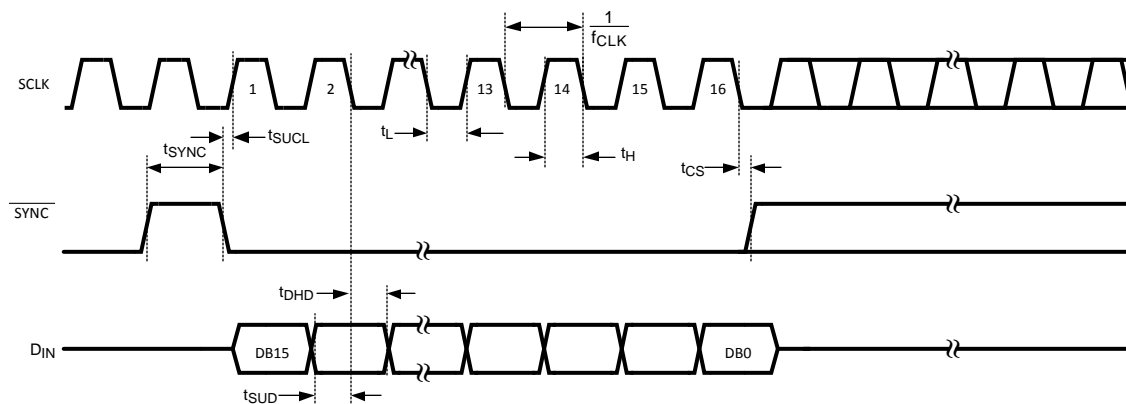 1
fCLK
SCLK
1
2
13
14
15
16
tSYNC
tSUCL
tL
tH
tCS
SYNC
tDHD
DIN
DB15
DB0
tSUD